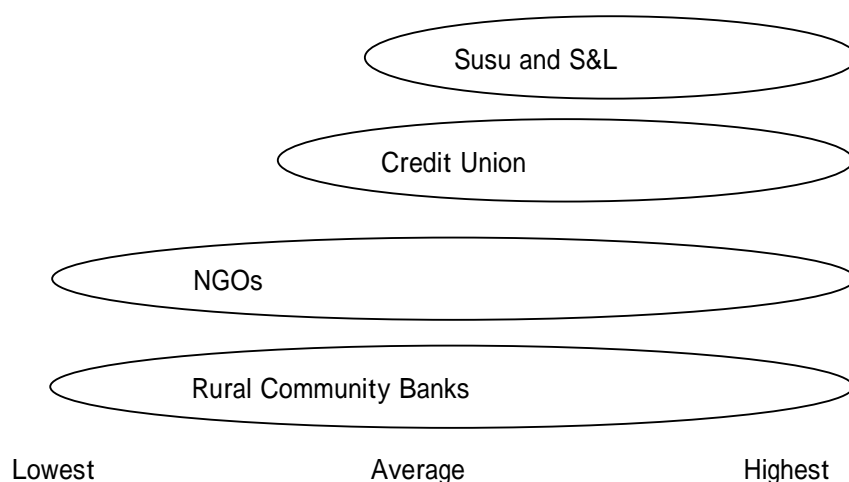 Susu and S&L
Credit Union
NGOs
Rural Community Banks
Lowest Average Highest